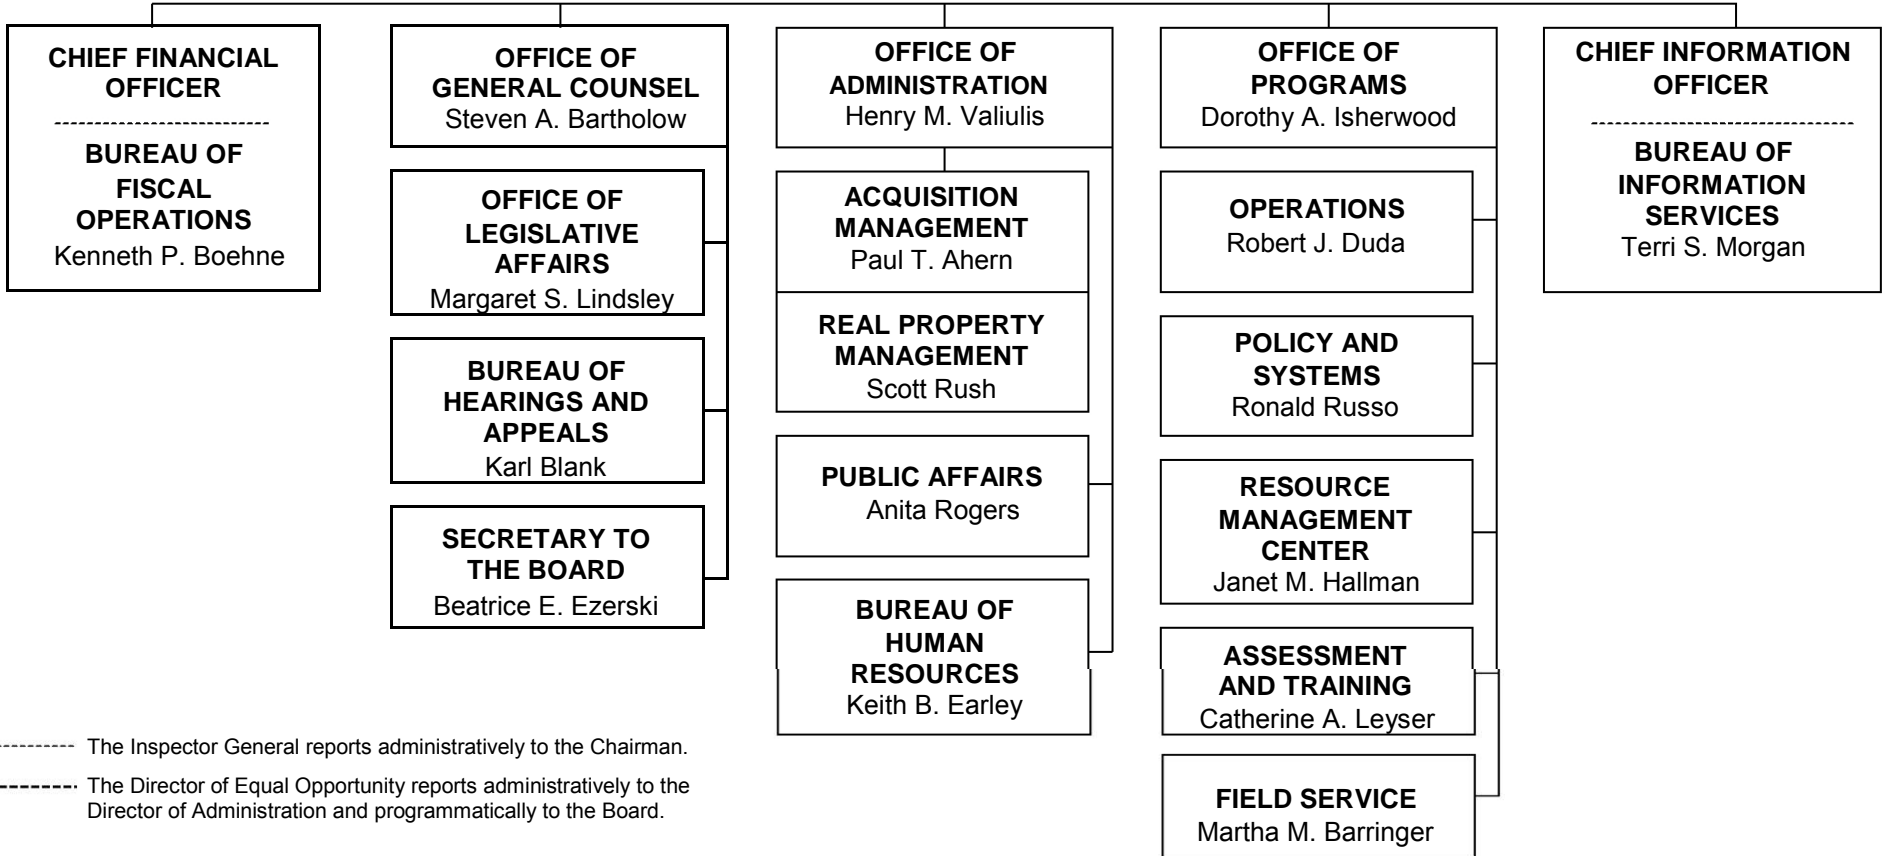 CHIEF FINANCIAL
OFFICER
BUREAU OF
FISCAL
OPERATIONS
Kenneth P. Boehne
OFFICE OF
GENERAL COUNSEL
Steven A. Bartholow
OFFICE OF
LEGISLATIVE
AFFAIRS
Margaret S. Lindsley
BUREAU OF
HEARINGS AND
APPEALS
Karl Blank
SECRETARY TO
THE BOARD
Beatrice E. Ezerski
OFFICE OF
ADMINISTRATION
Henry M. Valiulis
ACQUISITION
MANAGEMENT
Paul T. Ahern
REAL PROPERTY
MANAGEMENT
Scott Rush
PUBLIC AFFAIRS
Anita Rogers
BUREAU OF
HUMAN
RESOURCES
Keith B. Earley
OFFICE OF
PROGRAMS
Dorothy A. Isherwood
OPERATIONS
Robert J. Duda
POLICY AND
SYSTEMS
Ronald Russo
RESOURCE
MANAGEMENT
CENTER
Janet M. Hallman
ASSESSMENT
AND TRAINING
Catherine A. Leyser
FIELD SERVICE
Martha M. Barringer
CHIEF INFORMATION
OFFICER
BUREAU OF
INFORMATION
SERVICES
Terri S. Morgan
The Inspector General reports administratively to the Chairman.
The Director of Equal Opportunity reports administratively to the
Director of Administration and programmatically to the Board.